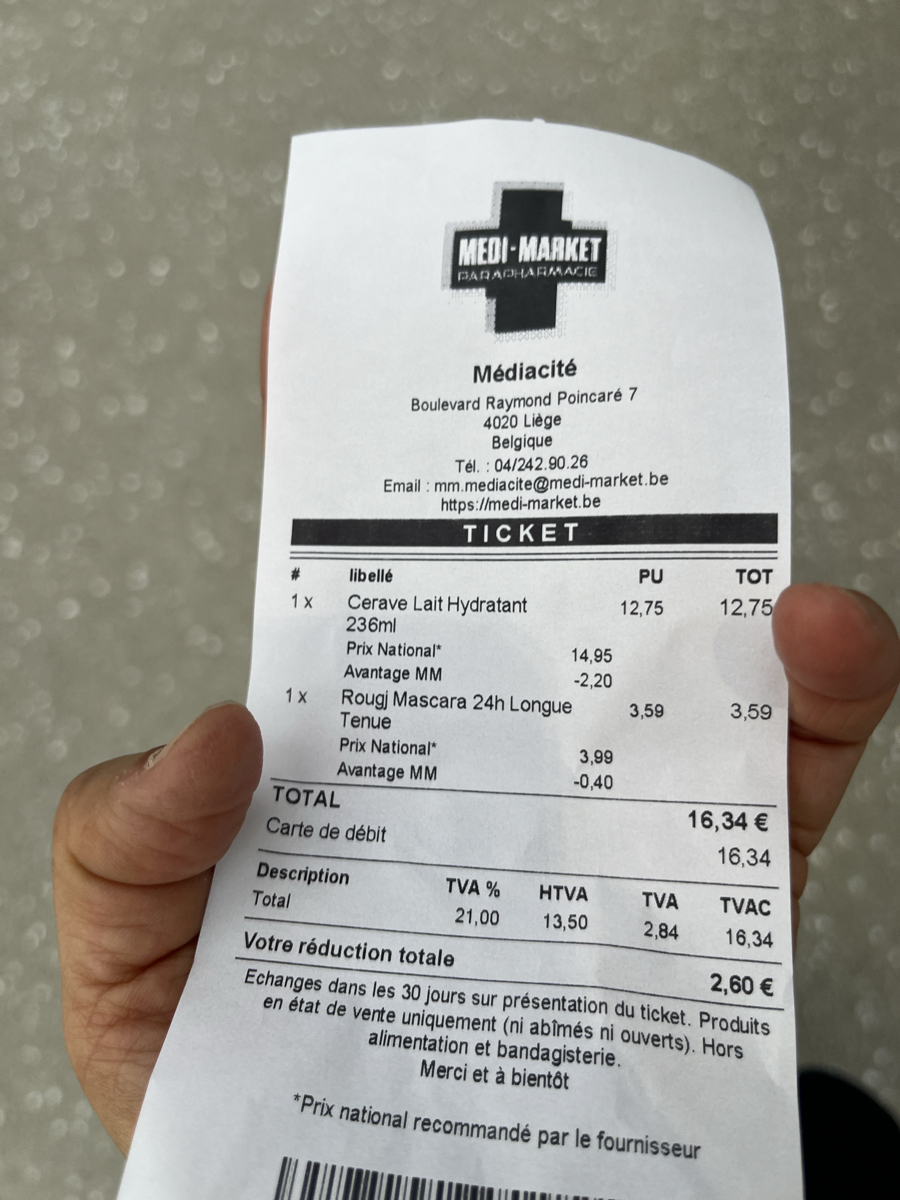 MEDI-MARKET
PARAPHARMACIE
Médiacité
Boulevard Raymond Poincaré 7
4020 Liège
Belgique
Tél. : 04/242.90.26
Email : mm.mediacite@medi-market.be
https://medi-market.be
TICKET
# libellé PU TOT
1 x Cerave Lait Hydratant 12,75 12,75
236ml
Prix National* 14,95
Avantage MM -2,20
1 x Rougj Mascara 24h Longue 3,59 3,59
Tenue
Prix National* 3,99
Avantage MM -0,40
TOTAL 16,34 €
Carte de débit 16,34
Description TVA % HTVA TVA TVAC
Total 21,00 13,50 2,84 16,34
Votre réduction totale 2,60 €
Echanges dans les 30 jours sur présentation du ticket. Produits
en état de vente uniquement (ni abîmés ni ouverts). Hors
alimentation et bandagisterie.
Merci et à bientôt
*Prix national recommandé par le fournisseur